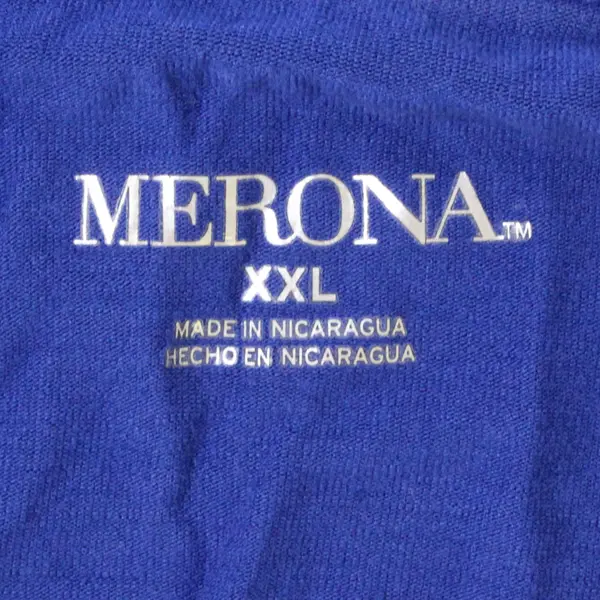 MERONA™
XXL
MADE IN NICARAGUA
HECHO EN NICARAGUA